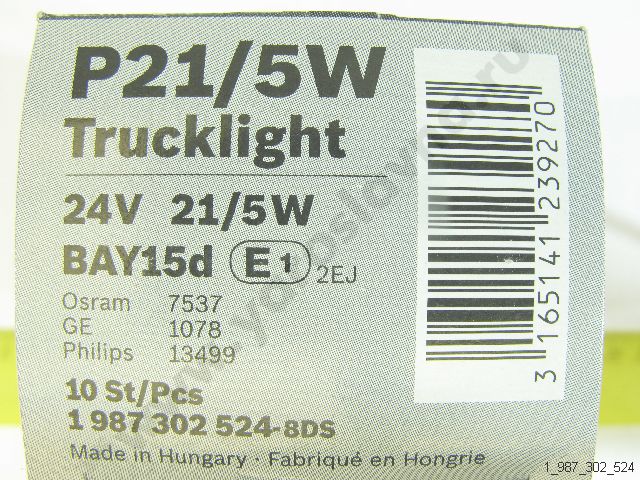 P21/5W
Trucklight
24V 21/5W
BAY15d E1 2EJ
Osram 7537
GE 1078
Philips 13499
10 St/Pcs
1 987 302 524-8DS
Made in Hungary · Fabriqué en Hongrie
3 165141 239270
1_987_302_524